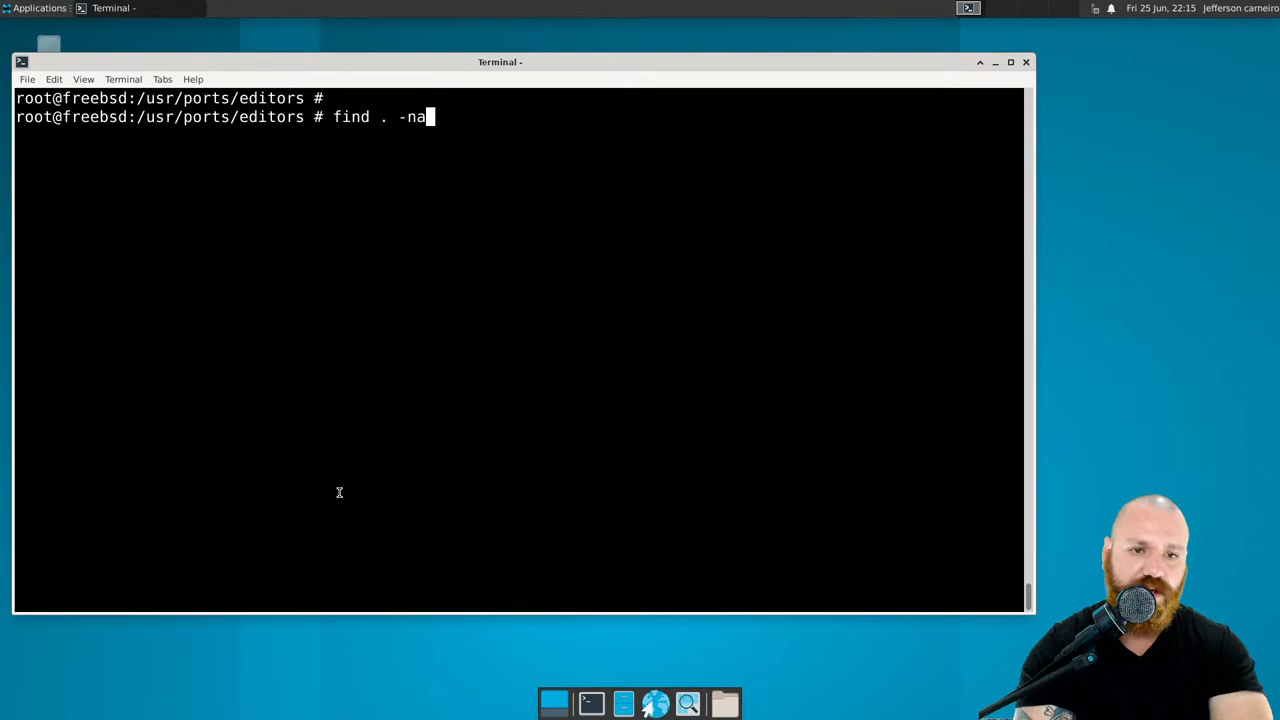 Applications
Terminal -
Fri 25 Jun, 22:15
Jefferson carneiro
Terminal -
File Edit View Terminal Tabs Help
root@freebsd:/usr/ports/editors #
root@freebsd:/usr/ports/editors # find . -na